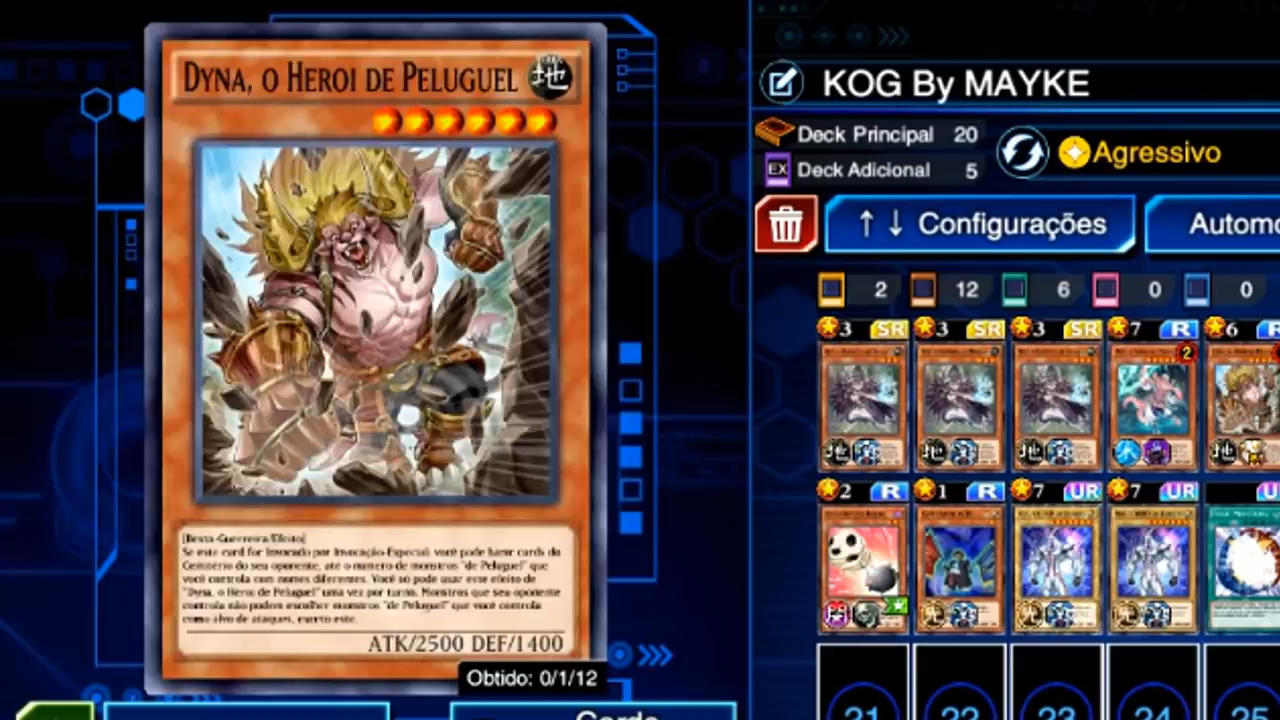 DYNA, O HEROI DE PELUGUEL
地
[Besta-Guerreira/Efeito]
Se este card for Invocado por Invocação-Especial: você pode banir cards do
Cemitério do seu oponente, até o número de monstros "de Peluguel" que
você controla com nomes diferentes. Você só pode usar esse efeito de
"Dyna, o Herói de Peluguel" uma vez por turno. Monstros que seu oponente
controla não podem escolher monstros "de Peluguel" que você controla
como alvo de ataques, exceto este.
ATK/2500 DEF/1400
Obtido: 0/1/12
KOG By MAYKE
Deck Principal 20
EX Deck Adicional 5
Agressivo
↑↓ Configurações
2 12 6 0 0
3 SR 3 SR 3 SR 7 R 6 R
2
2 R 1 R 7 UR 7 UR
21 22 23 24 25